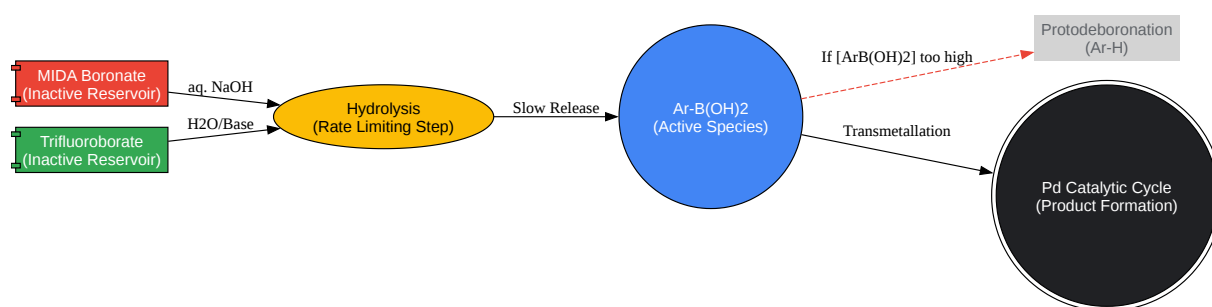 MIDA Boronate
(Inactive Reservoir)
aq. NaOH
Trifluoroborate
(Inactive Reservoir)
H2O/Base
Hydrolysis
(Rate Limiting Step)
Slow Release
Ar-B(OH)2
(Active Species)
If [ArB(OH)2] too high
Protodeboronation
(Ar-H)
Transmetallation
Pd Catalytic Cycle
(Product Formation)